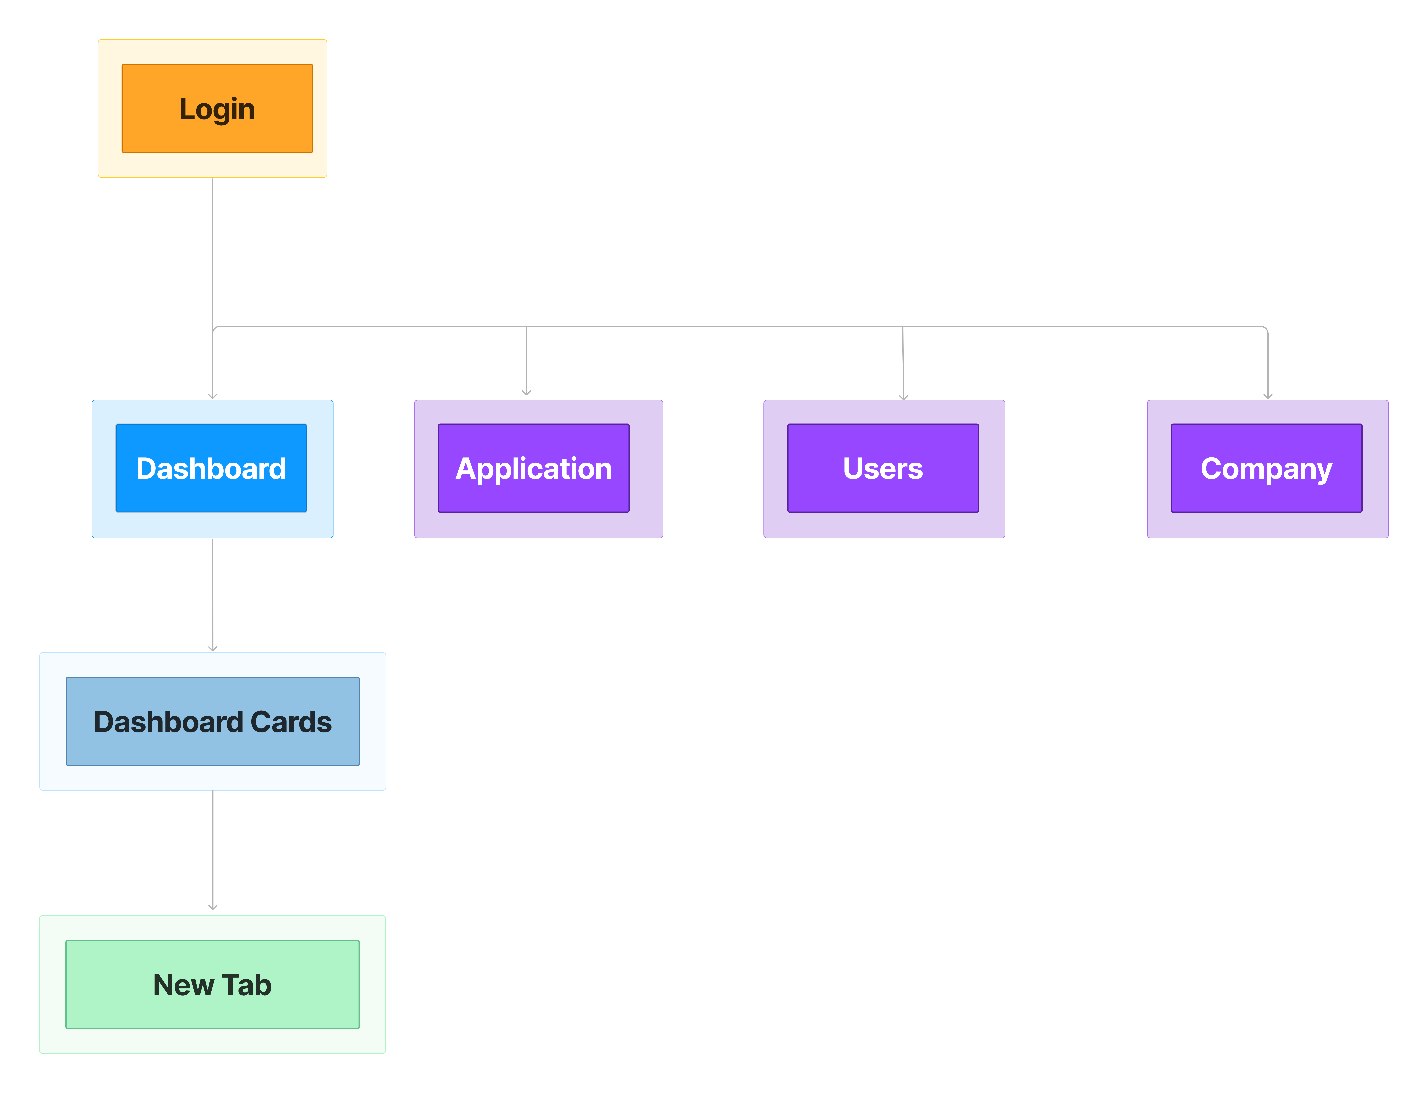 Login
Dashboard
Application
Users
Company
Dashboard Cards
New Tab